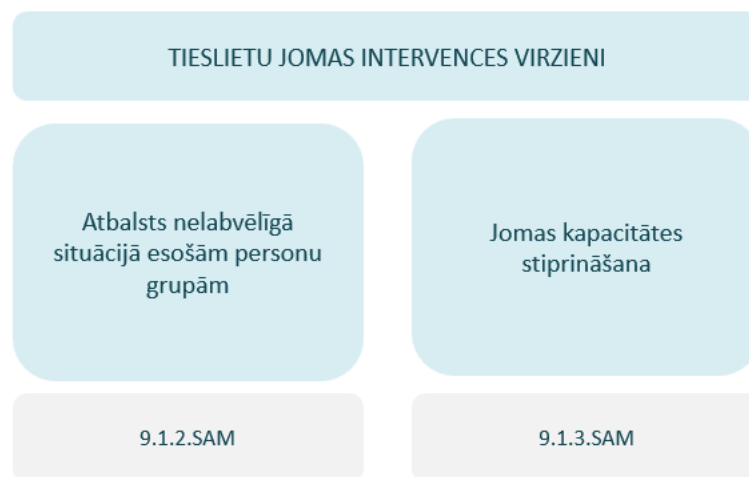 TIESLIETU JOMAS INTERVENCES VIRZIENI
Atbalsts nelabvēlīgā
situācijā esošām personu
grupām
Jomas kapacitātes
stiprināšana
9.1.2.SAM
9.1.3.SAM